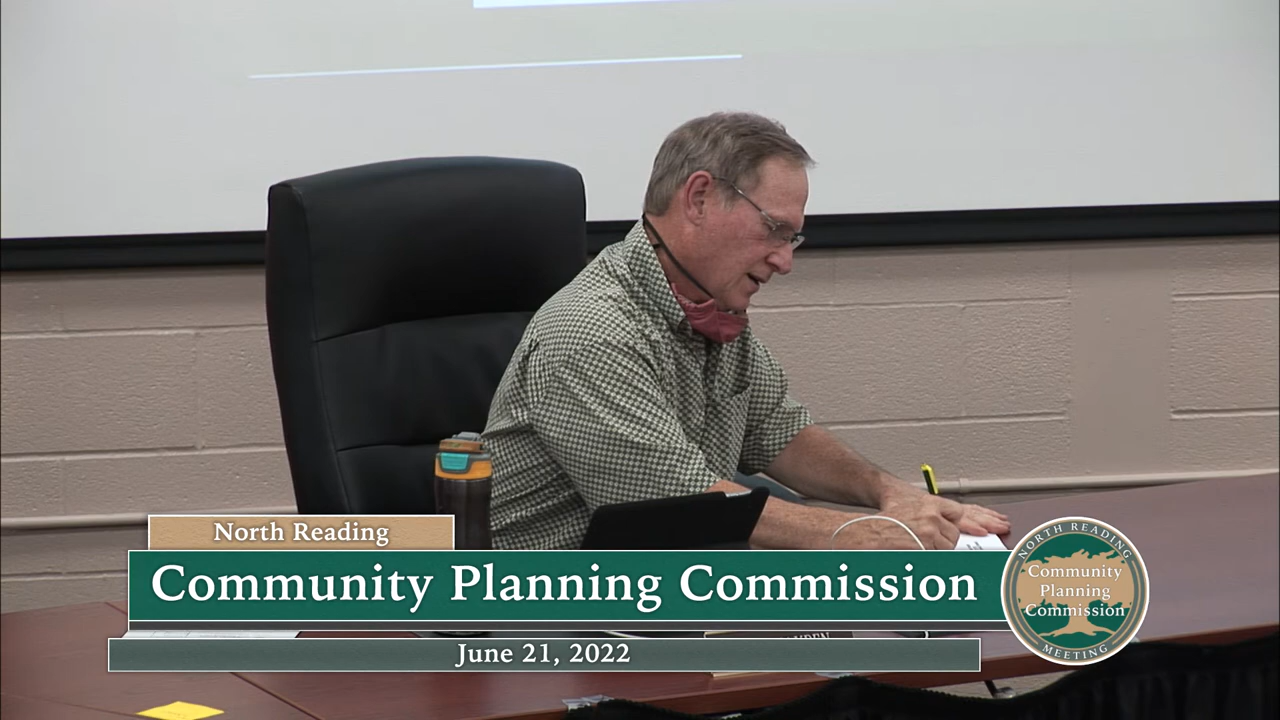 North Reading
Community Planning Commission
June 21, 2022
NORTH READING
Community
Planning
Commission
MEETING